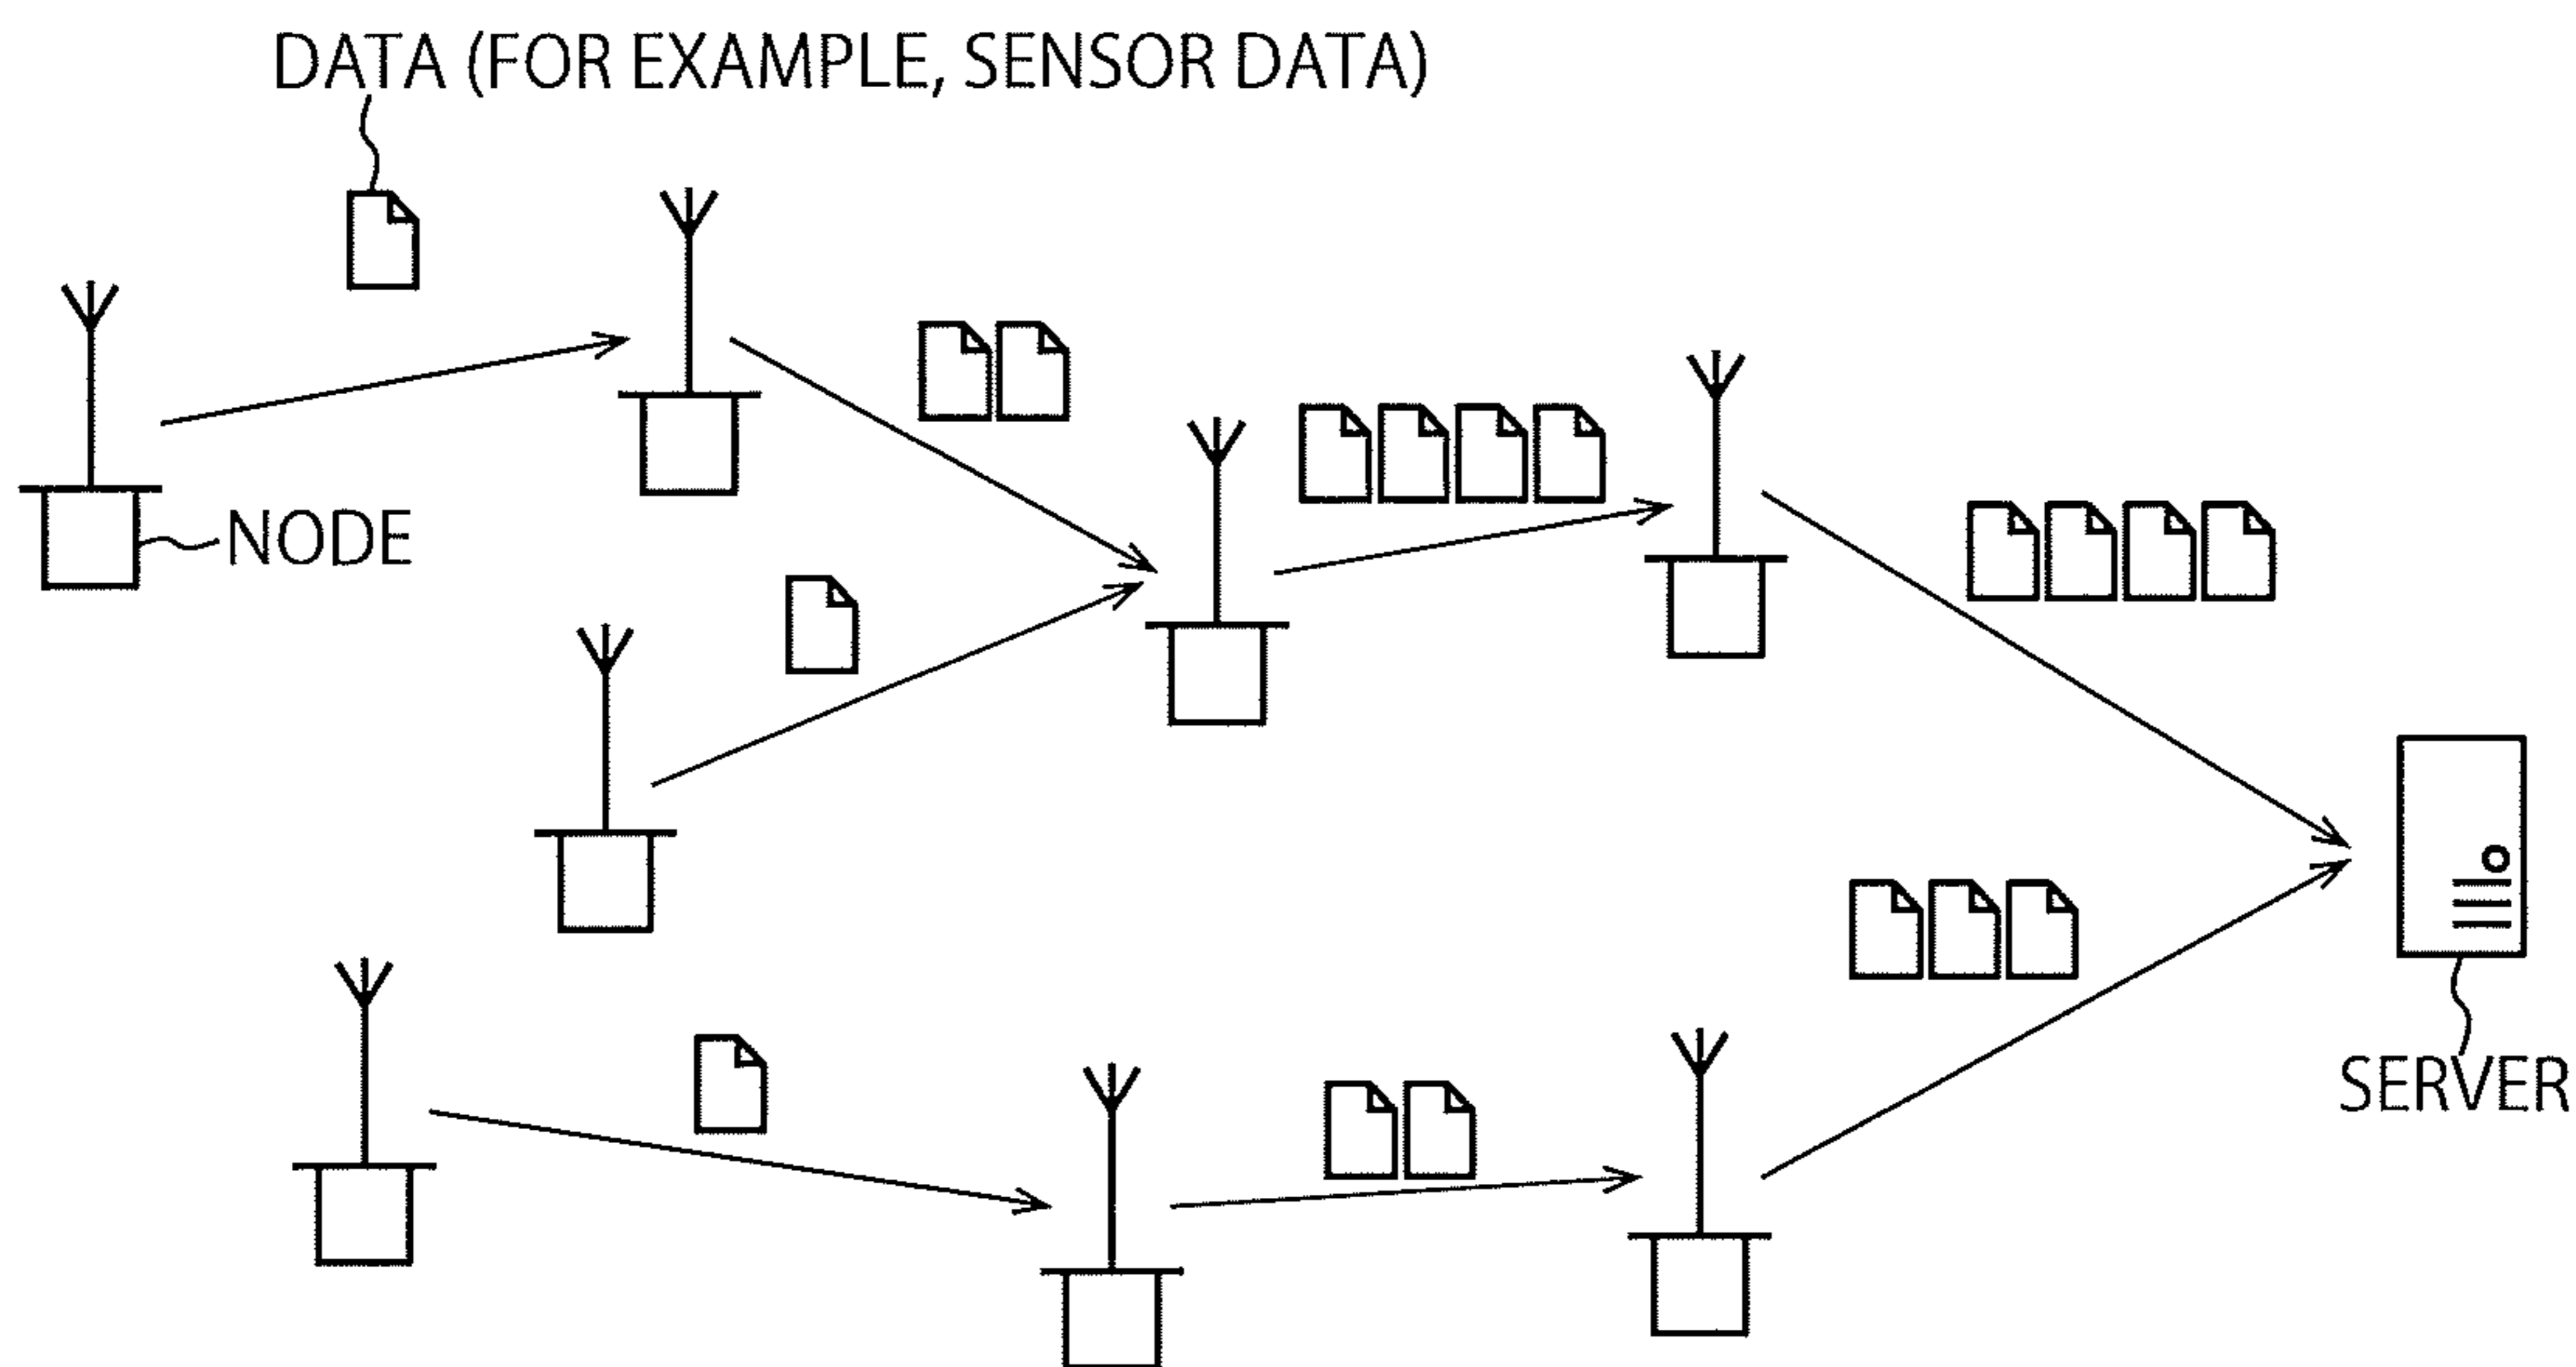 DATA (FOR EXAMPLE, SENSOR DATA)
NODE
SERVER